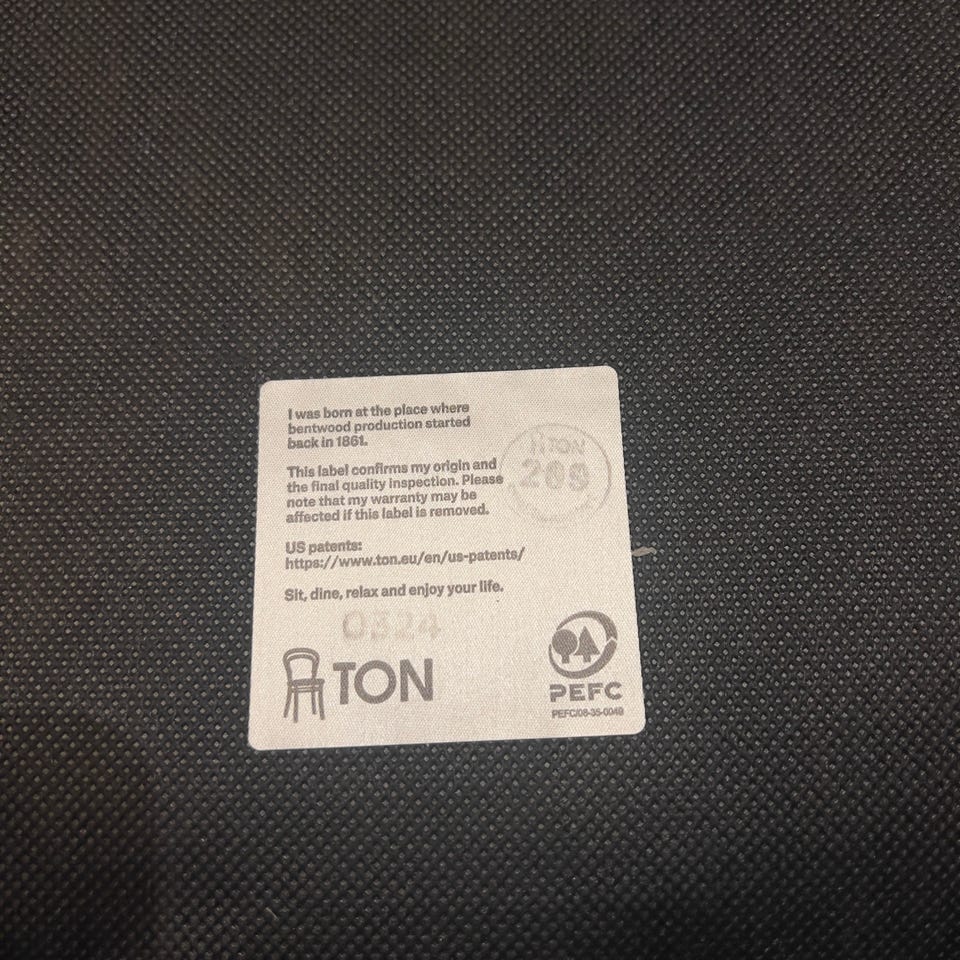 I was born at the place where
bentwood production started
back in 1861.
This label confirms my origin and
the final quality inspection. Please
note that my warranty may be
affected if this label is removed.
TON
US patents:
https://www.ton.eu/en/us-patents/
Sit, dine, relax and enjoy your life.
0324
TON
PEFC
PEFC/08-35-0049